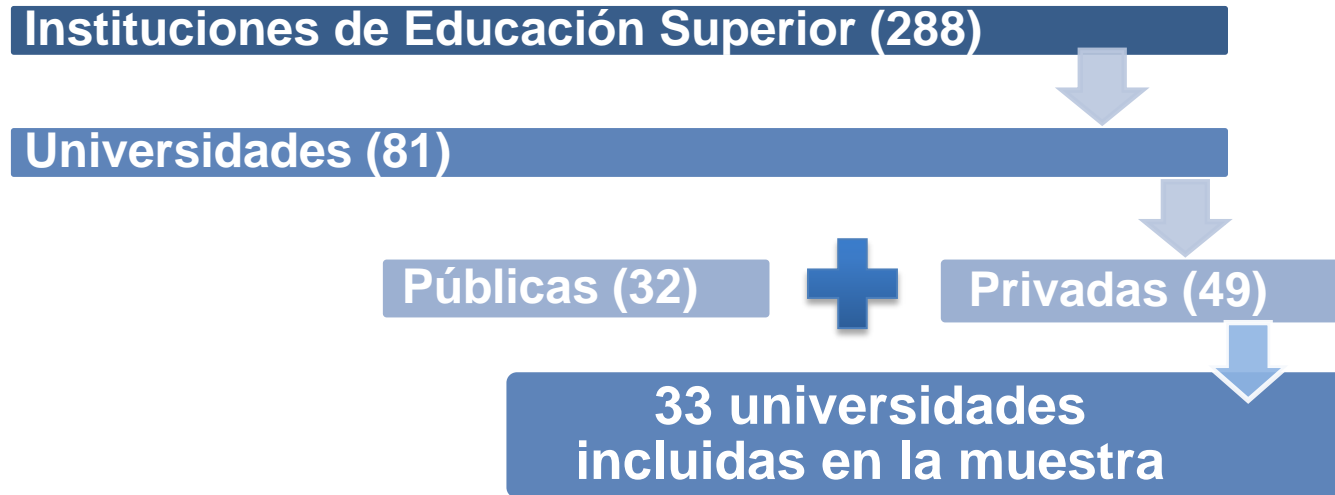 Instituciones de Educación Superior (288)
Universidades (81)
Públicas (32)
Privadas (49)
33 universidades
incluidas en la muestra